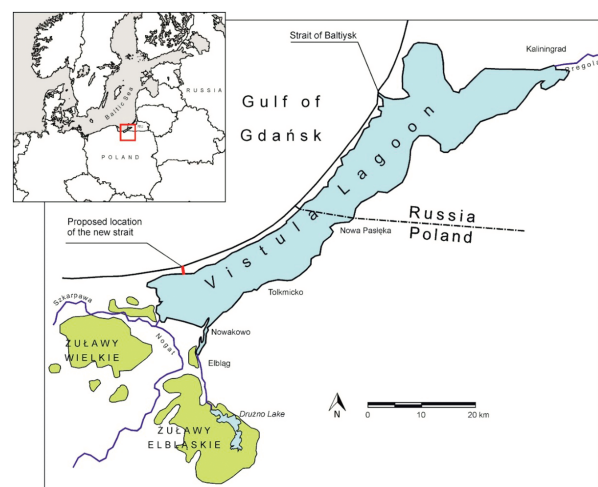 Baltic Sea
RUSSIA
POLAND
Strait of Baltiysk
Kaliningrad
Pregolia
Gulf of
Gdańsk
Vistula Lagoon
Russia
Poland
Nowa Pasłęka
Proposed location
of the new strait
Tolkmicko
Szkarpawa
Nowakowo
Nogat
ŻUŁAWY
WIELKIE
Elbląg
Drużno Lake
ŻUŁAWY
ELBLĄSKIE
N
0 10 20 km